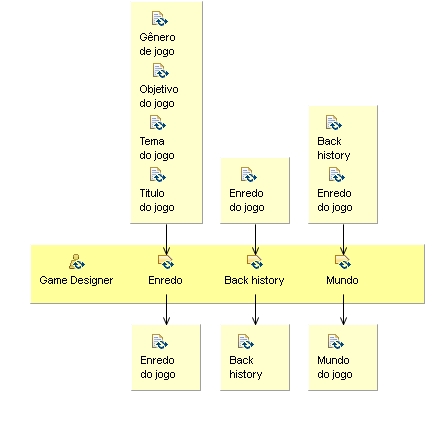 Gênero
de jogo
Objetivo
do jogo
Tema
do jogo
Título
do jogo
Enredo
do jogo
Back
history
Enredo
do jogo
Game Designer
Enredo
Back history
Mundo
Enredo
do jogo
Back
history
Mundo
do jogo